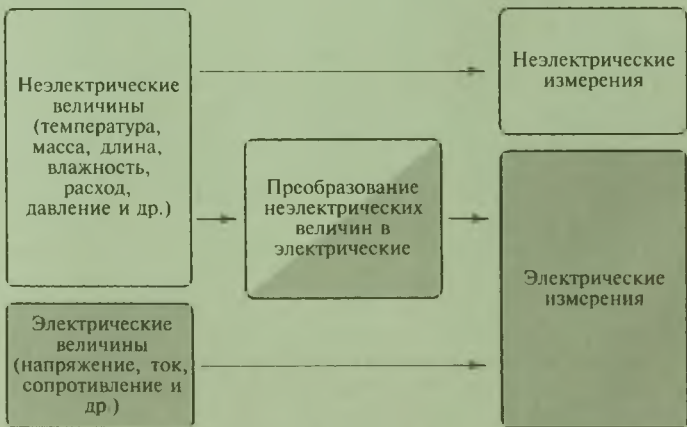 Неэлектрические
величины
(температура,
масса, длина,
влажность,
расход,
давление и др.)
Преобразование
неэлектрических
величин в
электрические
Неэлектрические
измерения
Электрические
измерения
Электрические
величины
(напряжение, ток,
сопротивление и
др.)